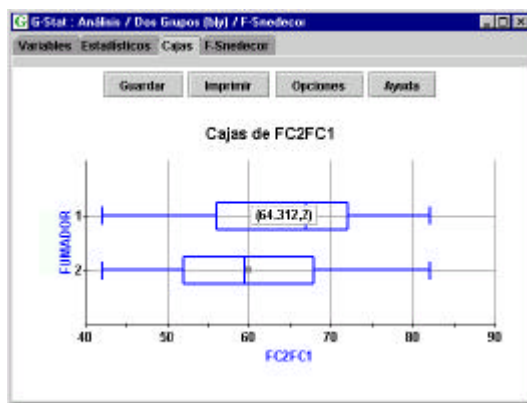 G-Stat : Análisis / Dos Grupos (bly) / F-Snedecor
Variables Estadísticos Cajas F-Snedecor
Guardar Imprimir Opciones Ayuda
Cajas de FC2FC1
FUMADOR
1
(64.312,2)
2
40 50 60 70 80 90
FC2FC1